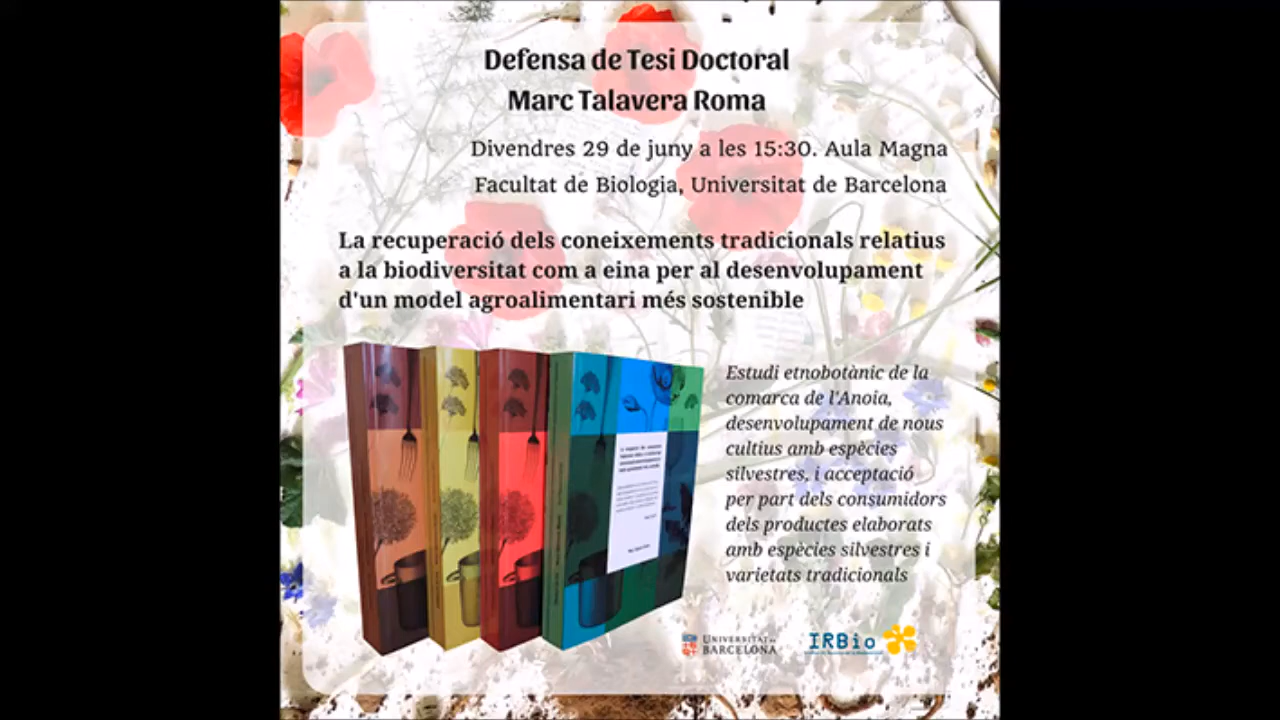 Defensa de Tesi Doctoral
Marc Talavera Roma
Divendres 29 de juny a les 15:30. Aula Magna
Facultat de Biologia, Universitat de Barcelona
La recuperació dels coneixements tradicionals relatius
a la biodiversitat com a eina per al desenvolupament
d'un model agroalimentari més sostenible
Estudi etnobotànic de la
comarca de l'Anoia,
desenvolupament de nous
cultius amb espècies
silvestres, i acceptació
per part dels consumidors
dels productes elaborats
amb espècies silvestres i
varietats tradicionals
UNIVERSITAT DE
BARCELONA
IRBio